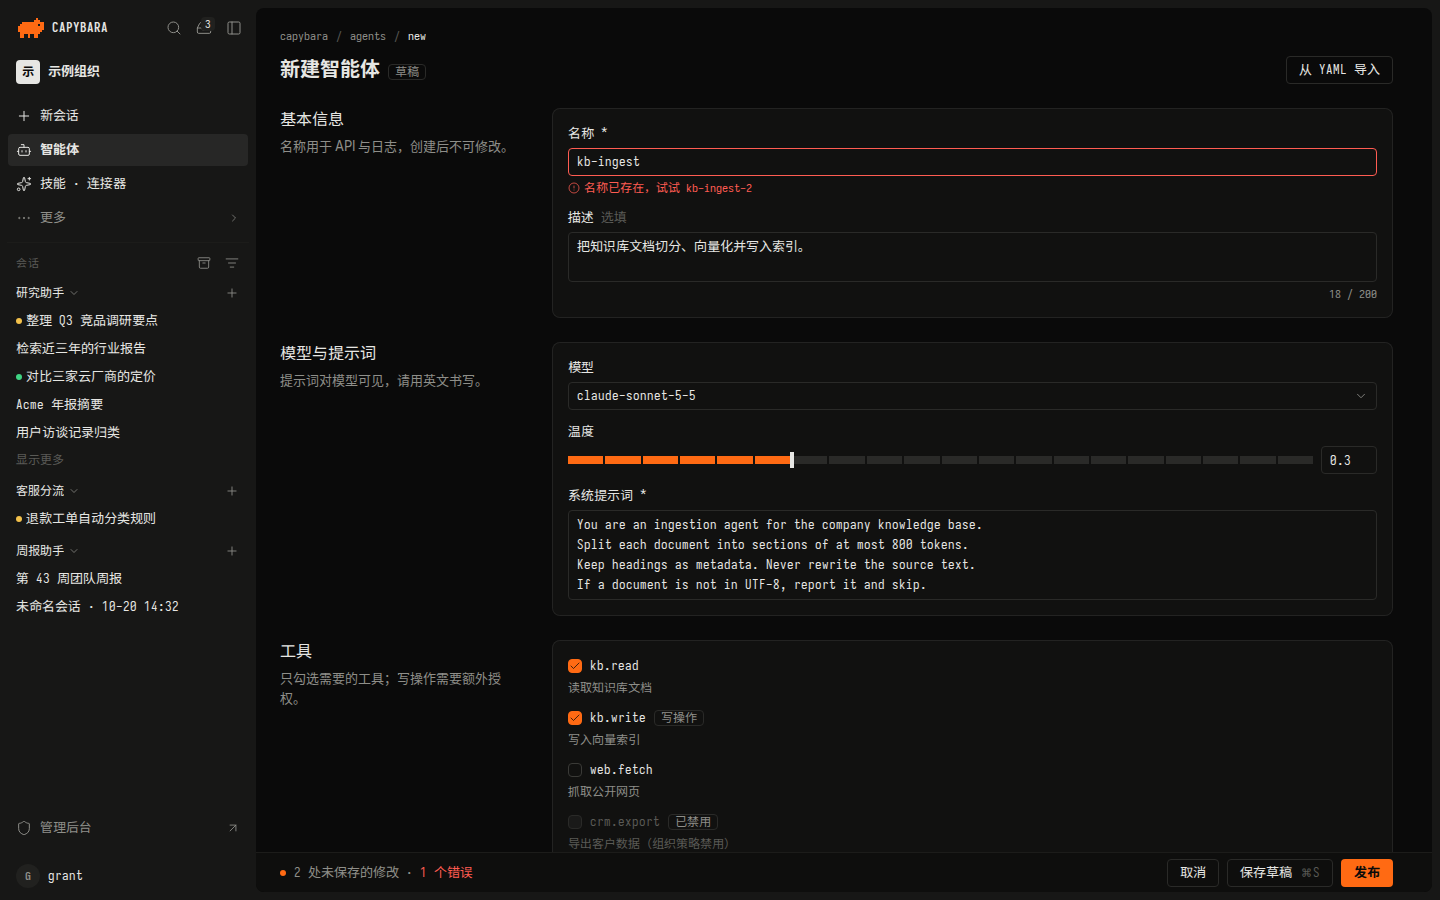 CAPYBARA
3
示 示例组织
新会话
智能体
技能 · 连接器
更多
会话
研究助手
整理 Q3 竞品调研要点
检索近三年的行业报告
对比三家云厂商的定价
Acme 年报摘要
用户访谈记录归类
显示更多
客服分流
退款工单自动分类规则
周报助手
第 43 周团队周报
未命名会话 · 10-20 14:32
管理后台
G grant
capybara / agents / new
新建智能体 草稿
从 YAML 导入
基本信息
名称用于 API 与日志，创建后不可修改。
名称 *
kb-ingest
名称已存在，试试 kb-ingest-2
描述 选填
把知识库文档切分、向量化并写入索引。
18 / 200
模型与提示词
提示词对模型可见，请用英文书写。
模型
claude-sonnet-5-5
温度
0.3
系统提示词 *
You are an ingestion agent for the company knowledge base.
Split each document into sections of at most 800 tokens.
Keep headings as metadata. Never rewrite the source text.
If a document is not in UTF-8, report it and skip.
工具
只勾选需要的工具；写操作需要额外授
权。
kb.read
读取知识库文档
kb.write 写操作
写入向量索引
web.fetch
抓取公开网页
crm.export 已禁用
导出客户数据（组织策略禁用）
2 处未保存的修改 · 1 个错误
取消
保存草稿 ⌘S
发布